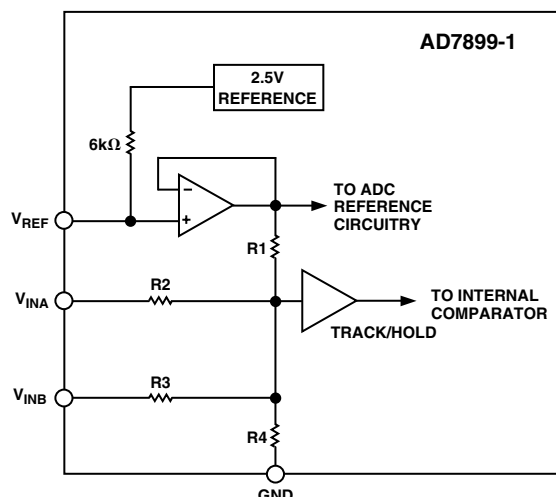 AD7899-1
2.5V
REFERENCE
6kΩ
−
+
VREF
TO ADC
REFERENCE
CIRCUITRY
R1
VINA
R2
TO INTERNAL
COMPARATOR
TRACK/HOLD
VINB
R3
R4
GND